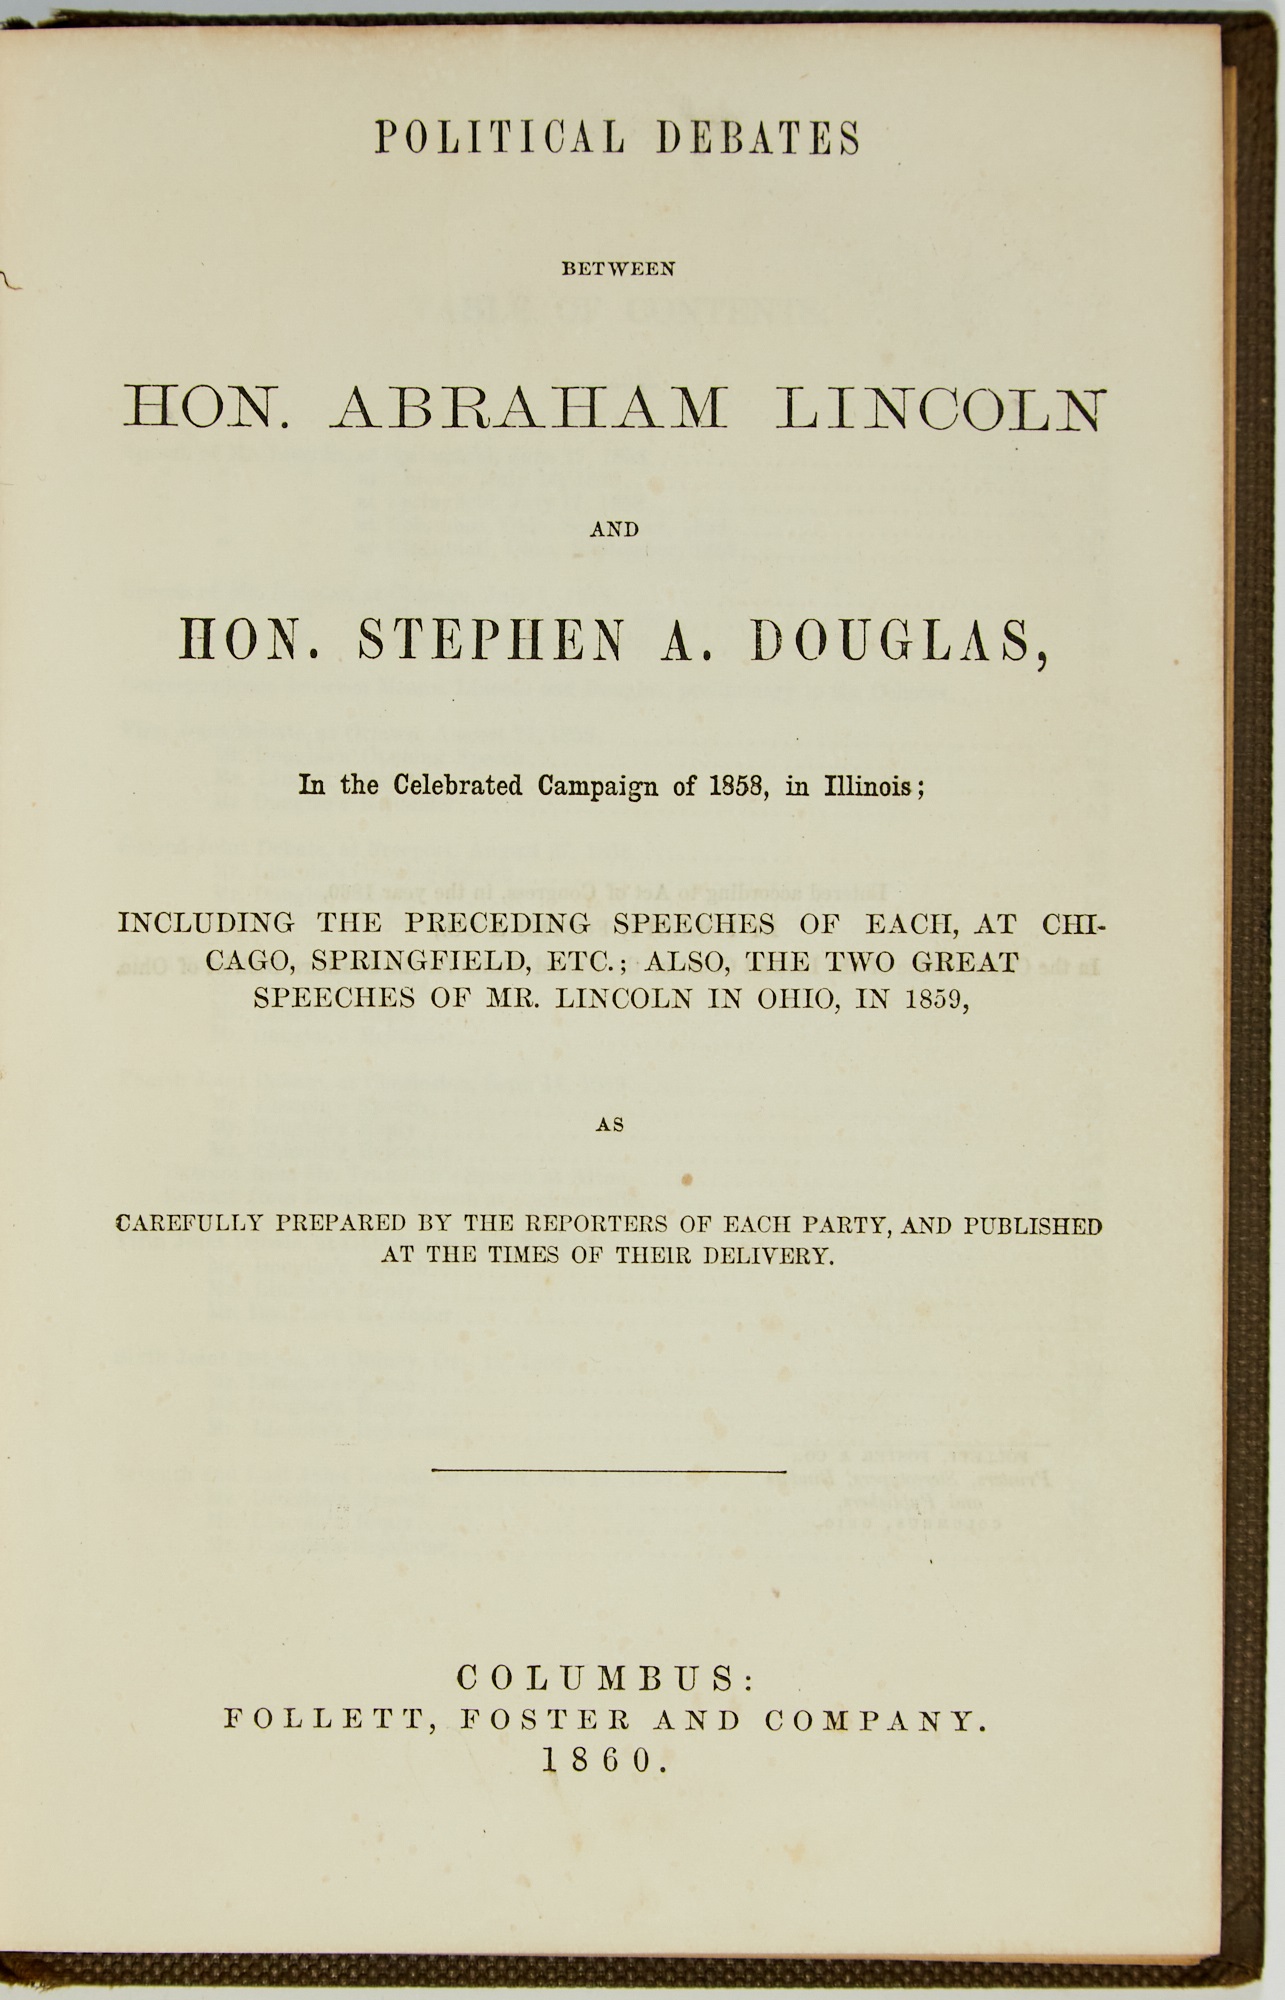 POLITICAL DEBATES
BETWEEN
HON. ABRAHAM LINCOLN
AND
HON. STEPHEN A. DOUGLAS,
In the Celebrated Campaign of 1858, in Illinois;
INCLUDING THE PRECEDING SPEECHES OF EACH, AT CHI-
CAGO, SPRINGFIELD, ETC.; ALSO, THE TWO GREAT
SPEECHES OF MR. LINCOLN IN OHIO, IN 1859,
AS
CAREFULLY PREPARED BY THE REPORTERS OF EACH PARTY, AND PUBLISHED
AT THE TIMES OF THEIR DELIVERY.
COLUMBUS:
FOLLETT, FOSTER AND COMPANY.
1860.